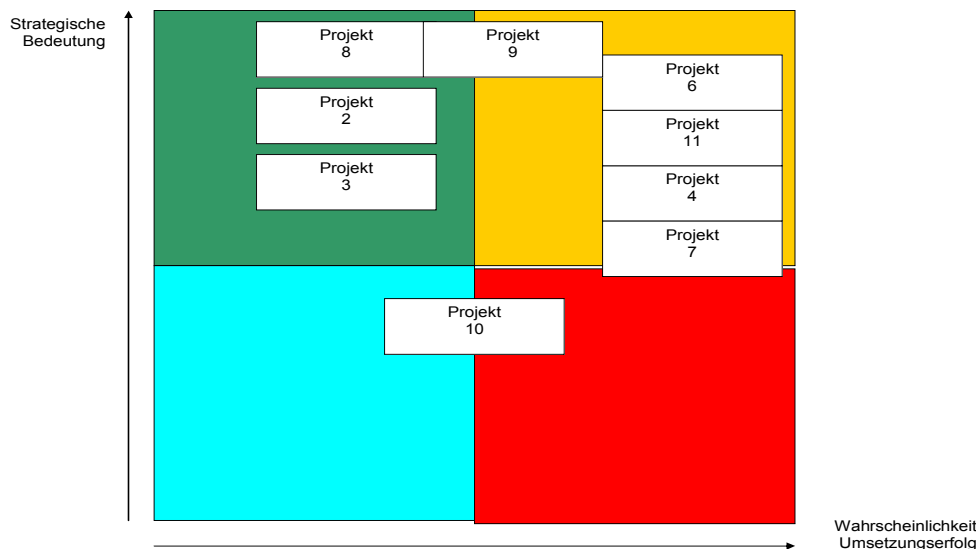 Strategische
Bedeutung
Projekt
8
Projekt
9
Projekt
6
Projekt
2
Projekt
11
Projekt
3
Projekt
4
Projekt
7
Projekt
10
Wahrscheinlichkeit
Umsetzungserfolg